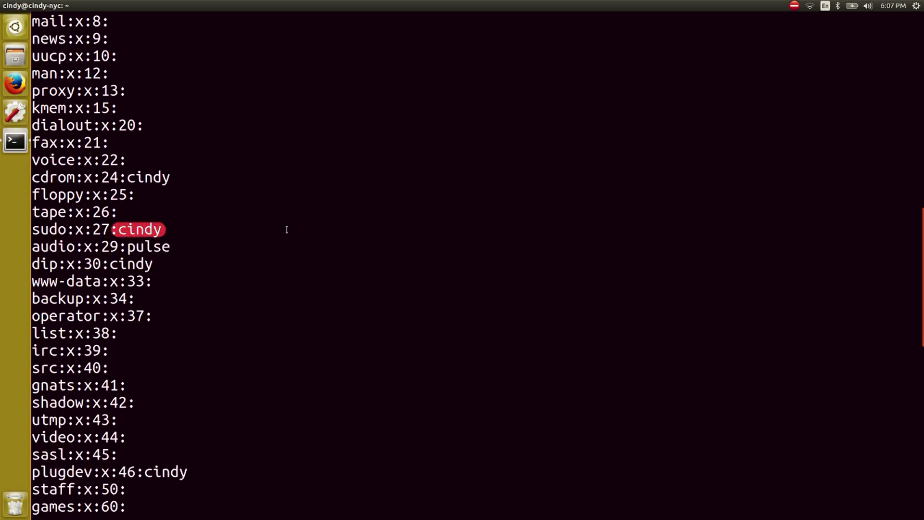 cindy@cindy-nyc: ~
En
6:07 PM
mail:x:8:
news:x:9:
uucp:x:10:
man:x:12:
proxy:x:13:
kmem:x:15:
dialout:x:20:
fax:x:21:
voice:x:22:
cdrom:x:24:cindy
floppy:x:25:
tape:x:26:
sudo:x:27:cindy
audio:x:29:pulse
dip:x:30:cindy
www-data:x:33:
backup:x:34:
operator:x:37:
list:x:38:
irc:x:39:
src:x:40:
gnats:x:41:
shadow:x:42:
utmp:x:43:
video:x:44:
sasl:x:45:
plugdev:x:46:cindy
staff:x:50:
games:x:60: